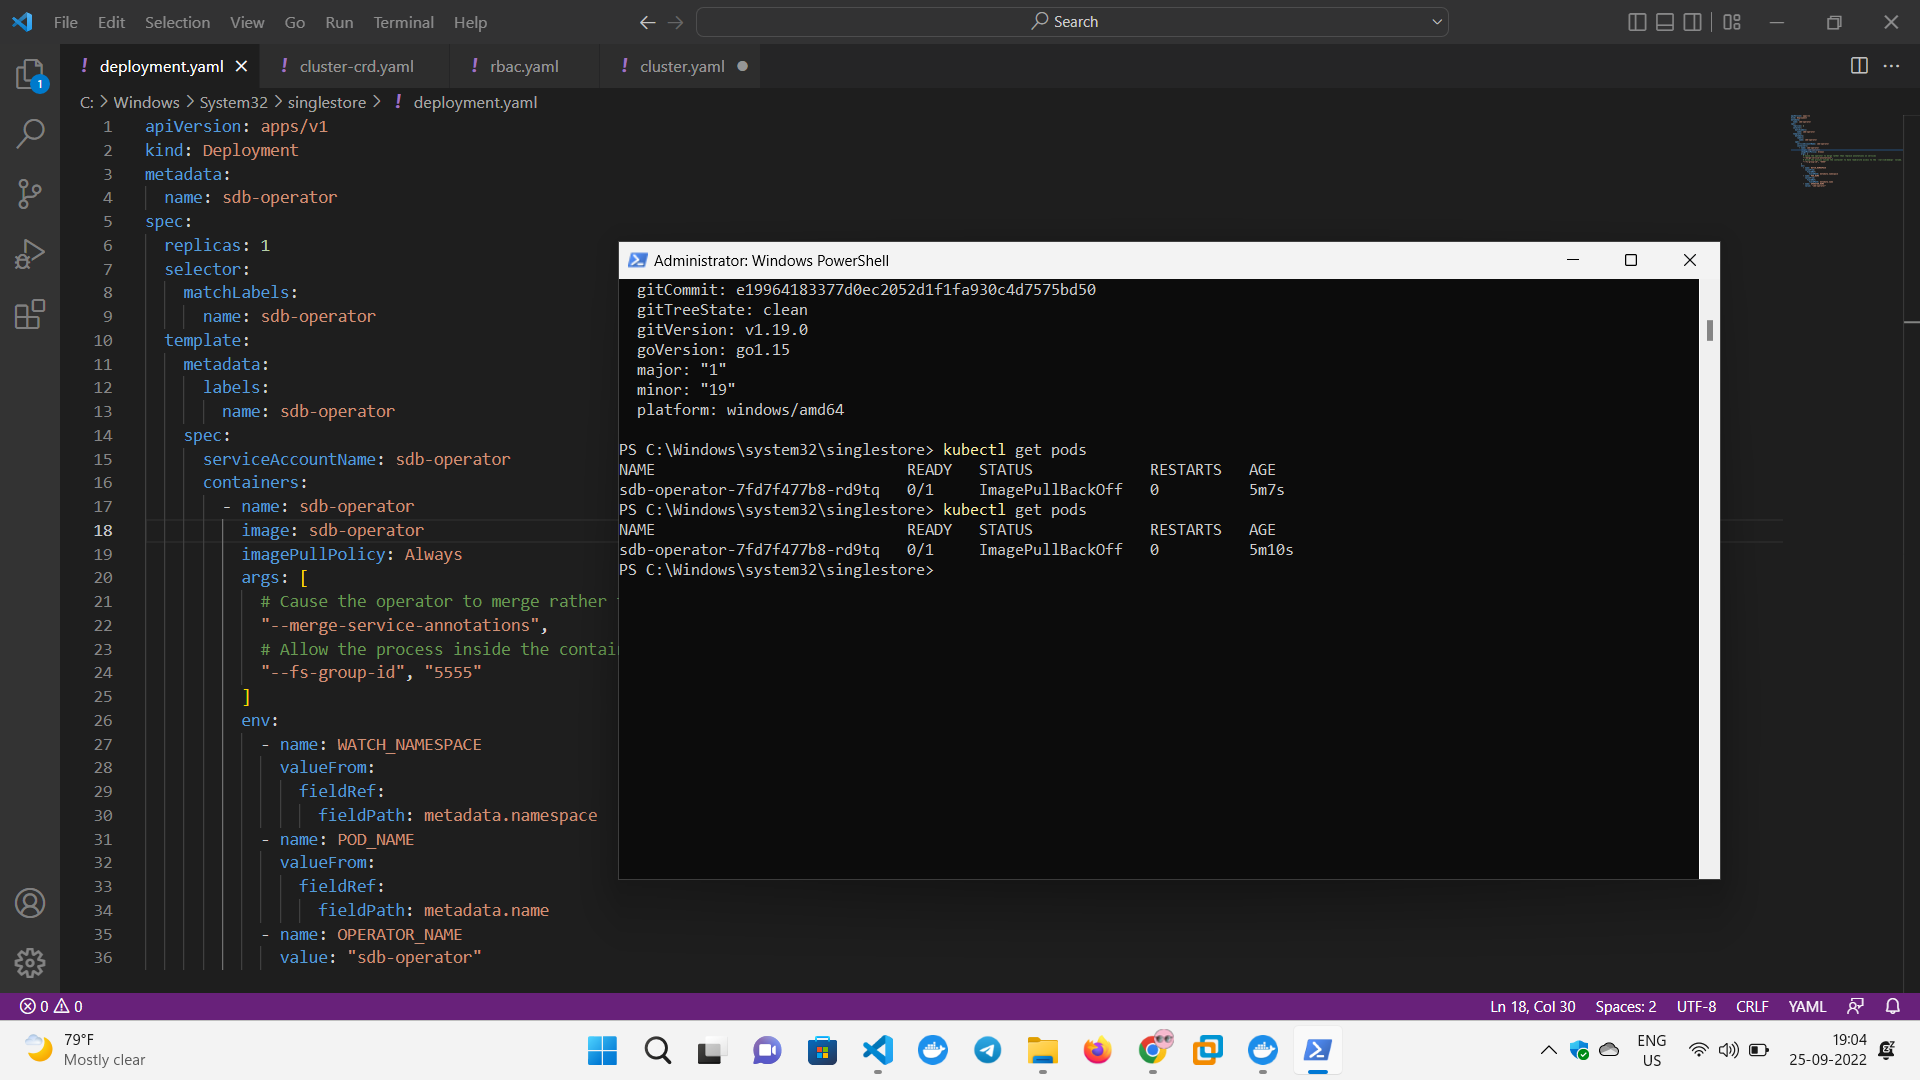 File Edit Selection View Go Run Terminal Help
Search
1
! deployment.yaml
! cluster-crd.yaml
! rbac.yaml
! cluster.yaml
C: > Windows > System32 > singlestore > ! deployment.yaml
1 apiVersion: apps/v1
2 kind: Deployment
3 metadata:
4 name: sdb-operator
5 spec:
6 replicas: 1
7 selector:
8 matchLabels:
9 name: sdb-operator
10 template:
11 metadata:
12 labels:
13 name: sdb-operator
14 spec:
15 serviceAccountName: sdb-operator
16 containers:
17 - name: sdb-operator
18 image: sdb-operator
19 imagePullPolicy: Always
20 args: [
21 # Cause the operator to merge rather
22 "--merge-service-annotations",
23 # Allow the process inside the contai
24 "--fs-group-id", "5555"
25 ]
26 env:
27 - name: WATCH_NAMESPACE
28 valueFrom:
29 fieldRef:
30 fieldPath: metadata.namespace
31 - name: POD_NAME
32 valueFrom:
33 fieldRef:
34 fieldPath: metadata.name
35 - name: OPERATOR_NAME
36 value: "sdb-operator"
Administrator: Windows PowerShell
gitCommit: e19964183377d0ec2052d1f1fa930c4d7575bd50
gitTreeState: clean
gitVersion: v1.19.0
goVersion: go1.15
major: "1"
minor: "19"
platform: windows/amd64
PS C:\Windows\system32\singlestore> kubectl get pods
NAME READY STATUS RESTARTS AGE
sdb-operator-7fd7f477b8-rd9tq 0/1 ImagePullBackOff 0 5m7s
PS C:\Windows\system32\singlestore> kubectl get pods
NAME READY STATUS RESTARTS AGE
sdb-operator-7fd7f477b8-rd9tq 0/1 ImagePullBackOff 0 5m10s
PS C:\Windows\system32\singlestore>
0 0
Ln 18, Col 30 Spaces: 2 UTF-8 CRLF YAML
79°F
Mostly clear
ENG
US
19:04
25-09-2022